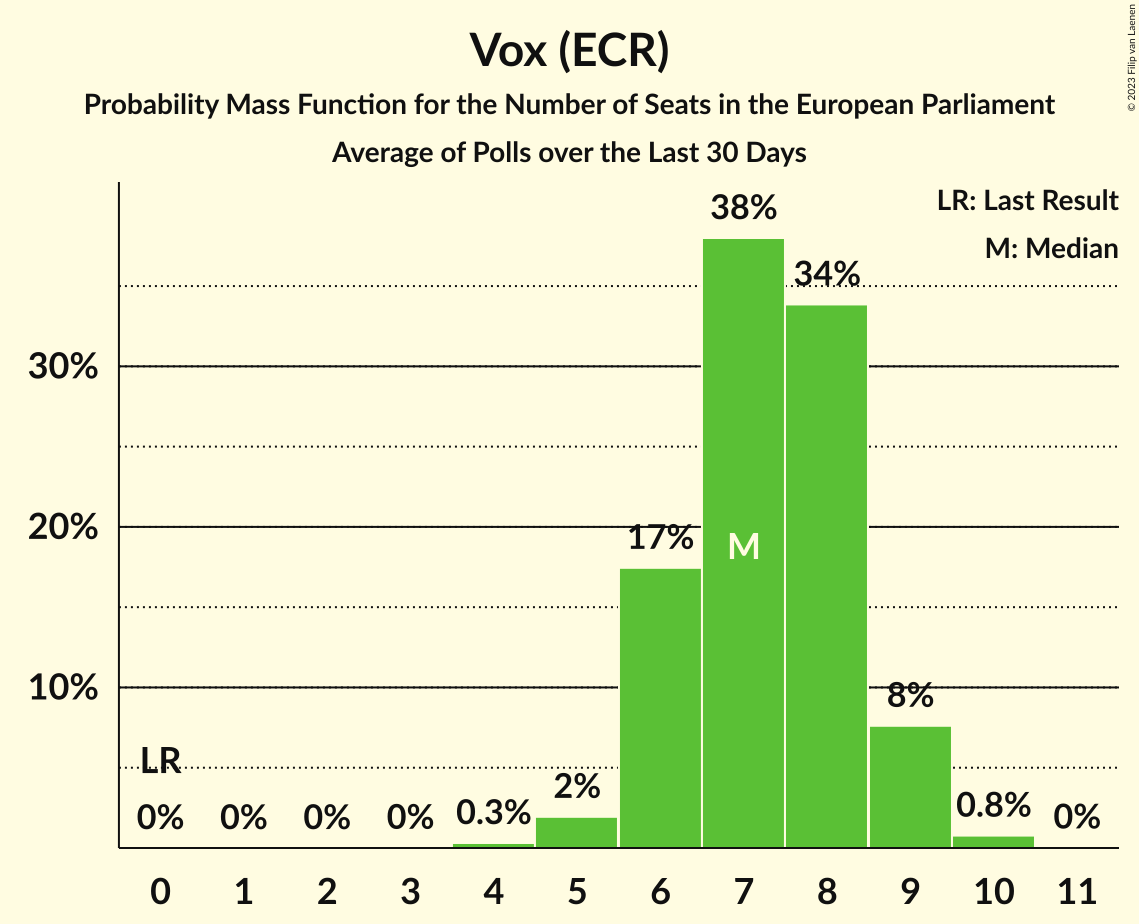 Vox (ECR)
Probability Mass Function for the Number of Seats in the European Parliament
Average of Polls over the Last 30 Days
© 2023 Filip van Laenen
LR: Last Result
M: Median
38%
34%
30%
20%
17%
M
10%
8%
LR
0%
0%
0%
0%
0.3%
2%
0.8%
0%
0 1 2 3 4 5 6 7 8 9 10 11